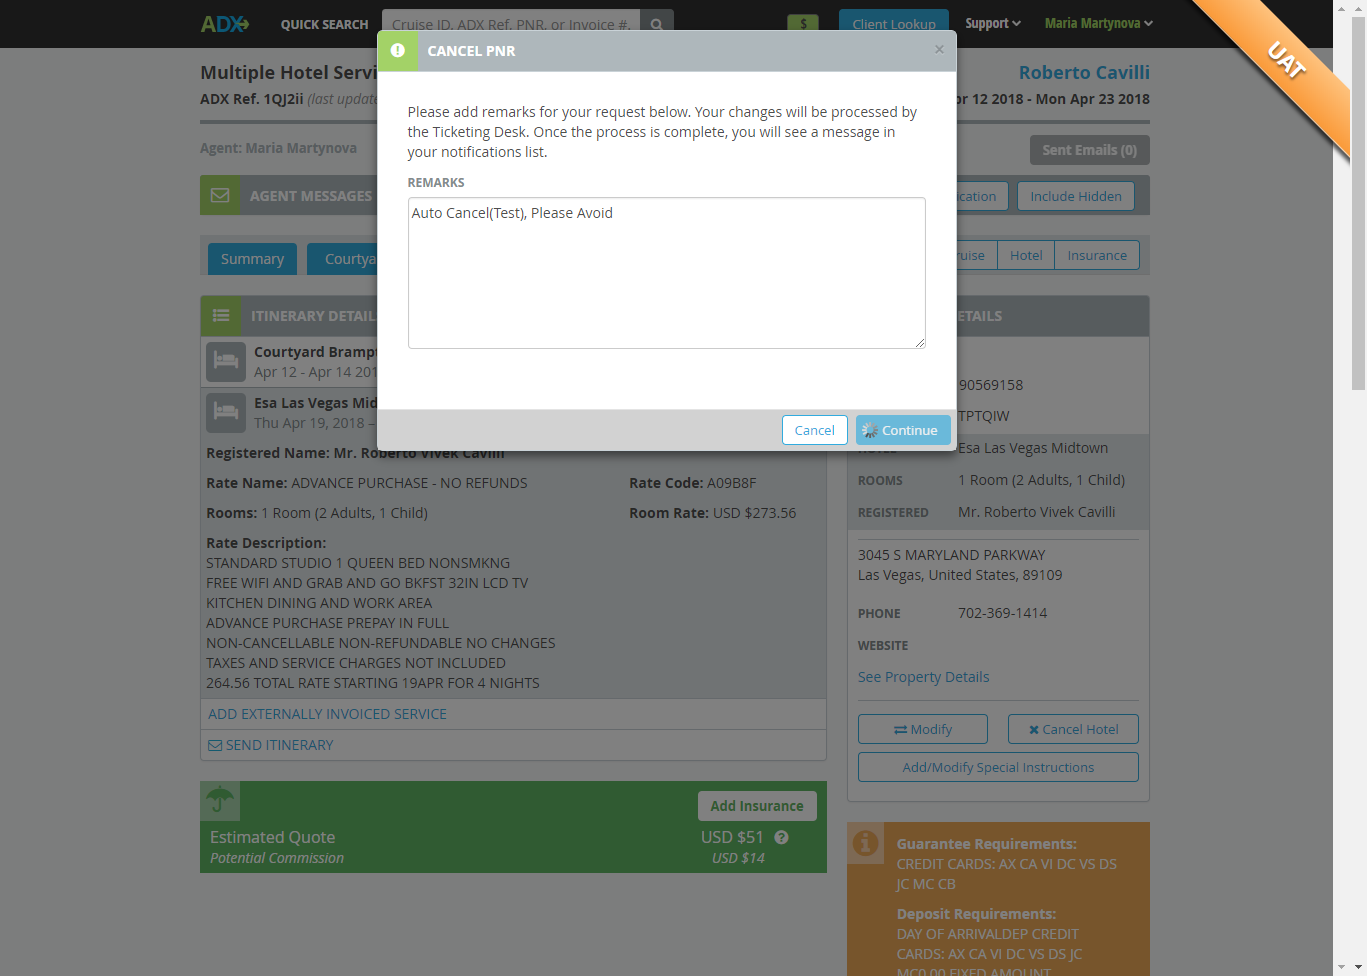 ADX
QUICK SEARCH
Cruise ID, ADX Ref, PNR, or Invoice #.
$
Client Lookup
Support
Maria Martynova
UAT
CANCEL PNR
×
Please add remarks for your request below. Your changes will be processed by
the Ticketing Desk. Once the process is complete, you will see a message in
your notifications list.
REMARKS
Auto Cancel(Test), Please Avoid
Cancel
Continue
Multiple Hotel Servi
Roberto Cavilli
ADX Ref. 1QJ2ii (last update
r 12 2018 - Mon Apr 23 2018
Agent: Maria Martynova
Sent Emails (0)
AGENT MESSAGES
ication
Include Hidden
Summary
Courtya
ruise
Hotel
Insurance
ITINERARY DETAIL
ETAILS
Courtyard Brampt
Apr 12 - Apr 14 201
Esa Las Vegas Mid
Thu Apr 19, 2018 –
Registered Name: Mr. Roberto Vivek Cavilli
Rate Name: ADVANCE PURCHASE - NO REFUNDS
Rate Code: A09B8F
Rooms: 1 Room (2 Adults, 1 Child)
Room Rate: USD $273.56
Rate Description:
STANDARD STUDIO 1 QUEEN BED NONSMKNG
FREE WIFI AND GRAB AND GO BKFST 32IN LCD TV
KITCHEN DINING AND WORK AREA
ADVANCE PURCHASE PREPAY IN FULL
NON-CANCELLABLE NON-REFUNDABLE NO CHANGES
TAXES AND SERVICE CHARGES NOT INCLUDED
264.56 TOTAL RATE STARTING 19APR FOR 4 NIGHTS
ADD EXTERNALLY INVOICED SERVICE
SEND ITINERARY
Add Insurance
Estimated Quote
USD $51
Potential Commission
USD $14
90569158
TPTQIW
Esa Las Vegas Midtown
ROOMS
1 Room (2 Adults, 1 Child)
REGISTERED
Mr. Roberto Vivek Cavilli
3045 S MARYLAND PARKWAY
Las Vegas, United States, 89109
PHONE
702-369-1414
WEBSITE
See Property Details
Modify
Cancel Hotel
Add/Modify Special Instructions
Guarantee Requirements:
CREDIT CARDS: AX CA VI DC VS DS
JC MC CB
Deposit Requirements:
DAY OF ARRIVALDEP CREDIT
CARDS: AX CA VI DC VS DS JC
MC0.00 FIXED AMOUNT